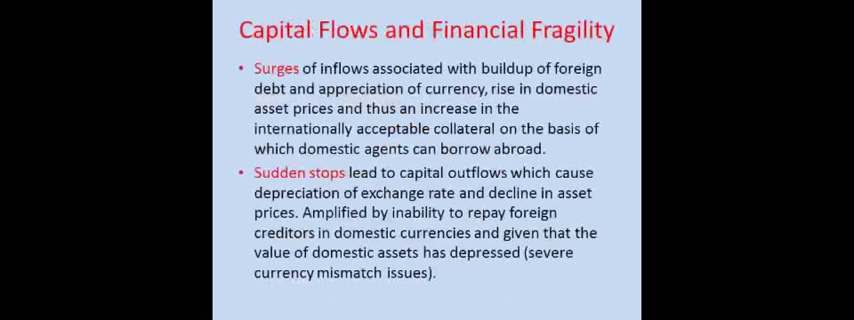 Capital Flows and Financial Fragility
• Surges of inflows associated with buildup of foreign
debt and appreciation of currency, rise in domestic
asset prices and thus an increase in the
internationally acceptable collateral on the basis of
which domestic agents can borrow abroad.
• Sudden stops lead to capital outflows which cause
depreciation of exchange rate and decline in asset
prices. Amplified by inability to repay foreign
creditors in domestic currencies and given that the
value of domestic assets has depressed (severe
currency mismatch issues).